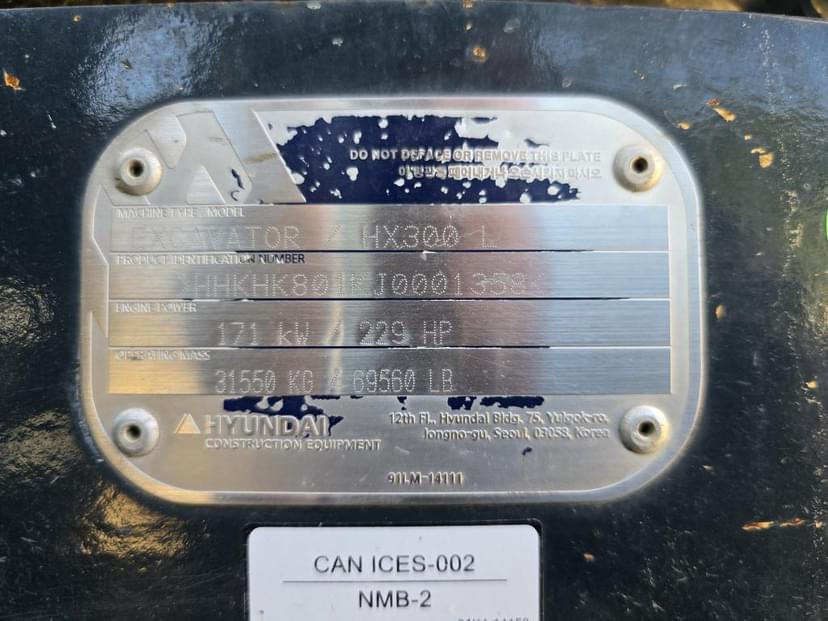 DO NOT DEFACE OR REMOVE THIS PLATE
MACHINE TYPE / MODEL
EXCAVATOR / HX300 L
PRODUCT IDENTIFICATION NUMBER
ENGINE POWER
171 kW / 229 HP
OPERATING MASS
31550 KG / 69560 LB
HYUNDAI
CONSTRUCTION EQUIPMENT
12th FL., Hyundai Bldg. 75, Yulgok-ro,
Jongno-gu, Seoul, 03058, Korea
91LM-14111
CAN ICES-002
NMB-2